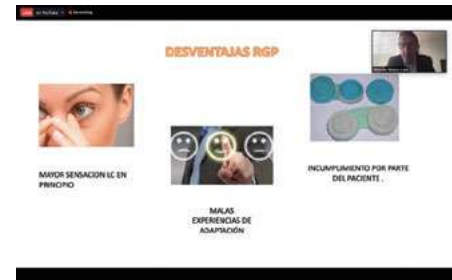 DESVENTAJAS RGP
MAYOR SENSACION LC EN
PRINCIPIO
MALAS
EXPERIENCIAS DE
ADAPTACIÓN
INCUMPLIMIENTO POR PARTE
DEL PACIENTE .